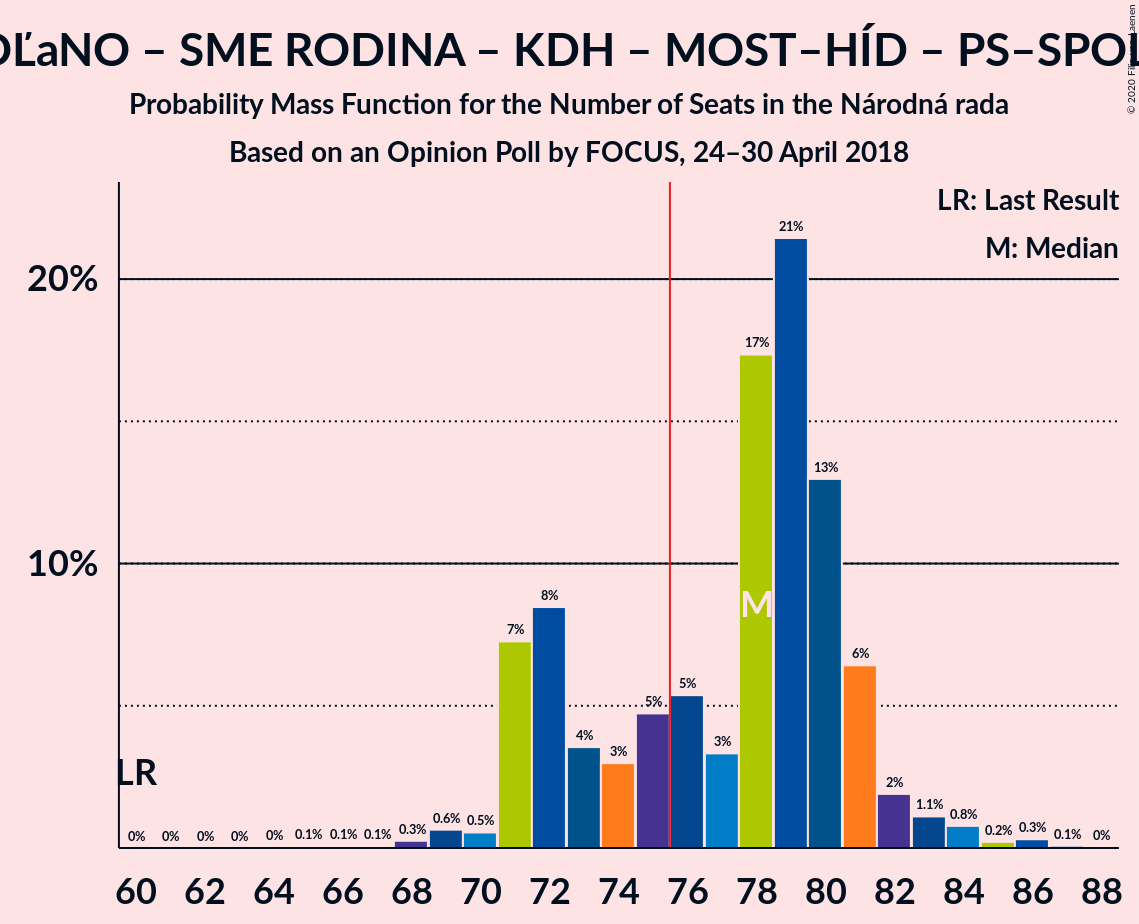 OĽaNO – SME RODINA – KDH – MOST–HÍD – PS–SPOL
Probability Mass Function for the Number of Seats in the Národná rada
Based on an Opinion Poll by FOCUS, 24–30 April 2018
LR: Last Result
M: Median
20%
10%
LR
M
0% 0% 0% 0% 0% 0.1% 0.1% 0.1% 0.3% 0.6% 0.5% 7% 8% 4% 3% 5% 5% 3% 17% 21% 13% 6% 2% 1.1% 0.8% 0.2% 0.3% 0.1% 0%
60 62 64 66 68 70 72 74 76 78 80 82 84 86 88
© 2020